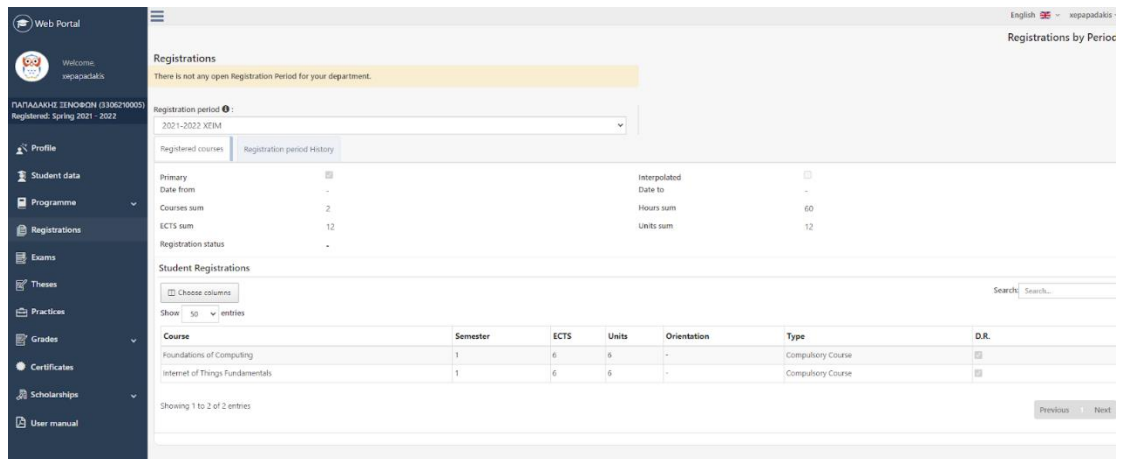 Web Portal
English xepapadakis
Registrations by Period
Welcome,
xepapadakis
ΠΑΠΑΔΑΚΗΣ ΞΕΝΟΦΩΝ (3306210005)
Registered: Spring 2021 - 2022
Profile
Student data
Programme
Registrations
Exams
Theses
Practices
Grades
Certificates
Scholarships
User manual
Registrations
There is not any open Registration Period for your department.
Registration period :
2021-2022 ΧΕΙΜ
Registered courses Registration period History
Primary Interpolated
Date from - Date to -
Courses sum 2 Hours sum 60
ECTS sum 12 Units sum 12
Registration status -
Student Registrations
Choose columns Search: Search...
Show 50 entries
Course Semester ECTS Units Orientation Type D.R.
Foundations of Computing 1 6 6 - Compulsory Course
Internet of Things Fundamentals 1 6 6 - Compulsory Course
Showing 1 to 2 of 2 entries
Previous 1 Next